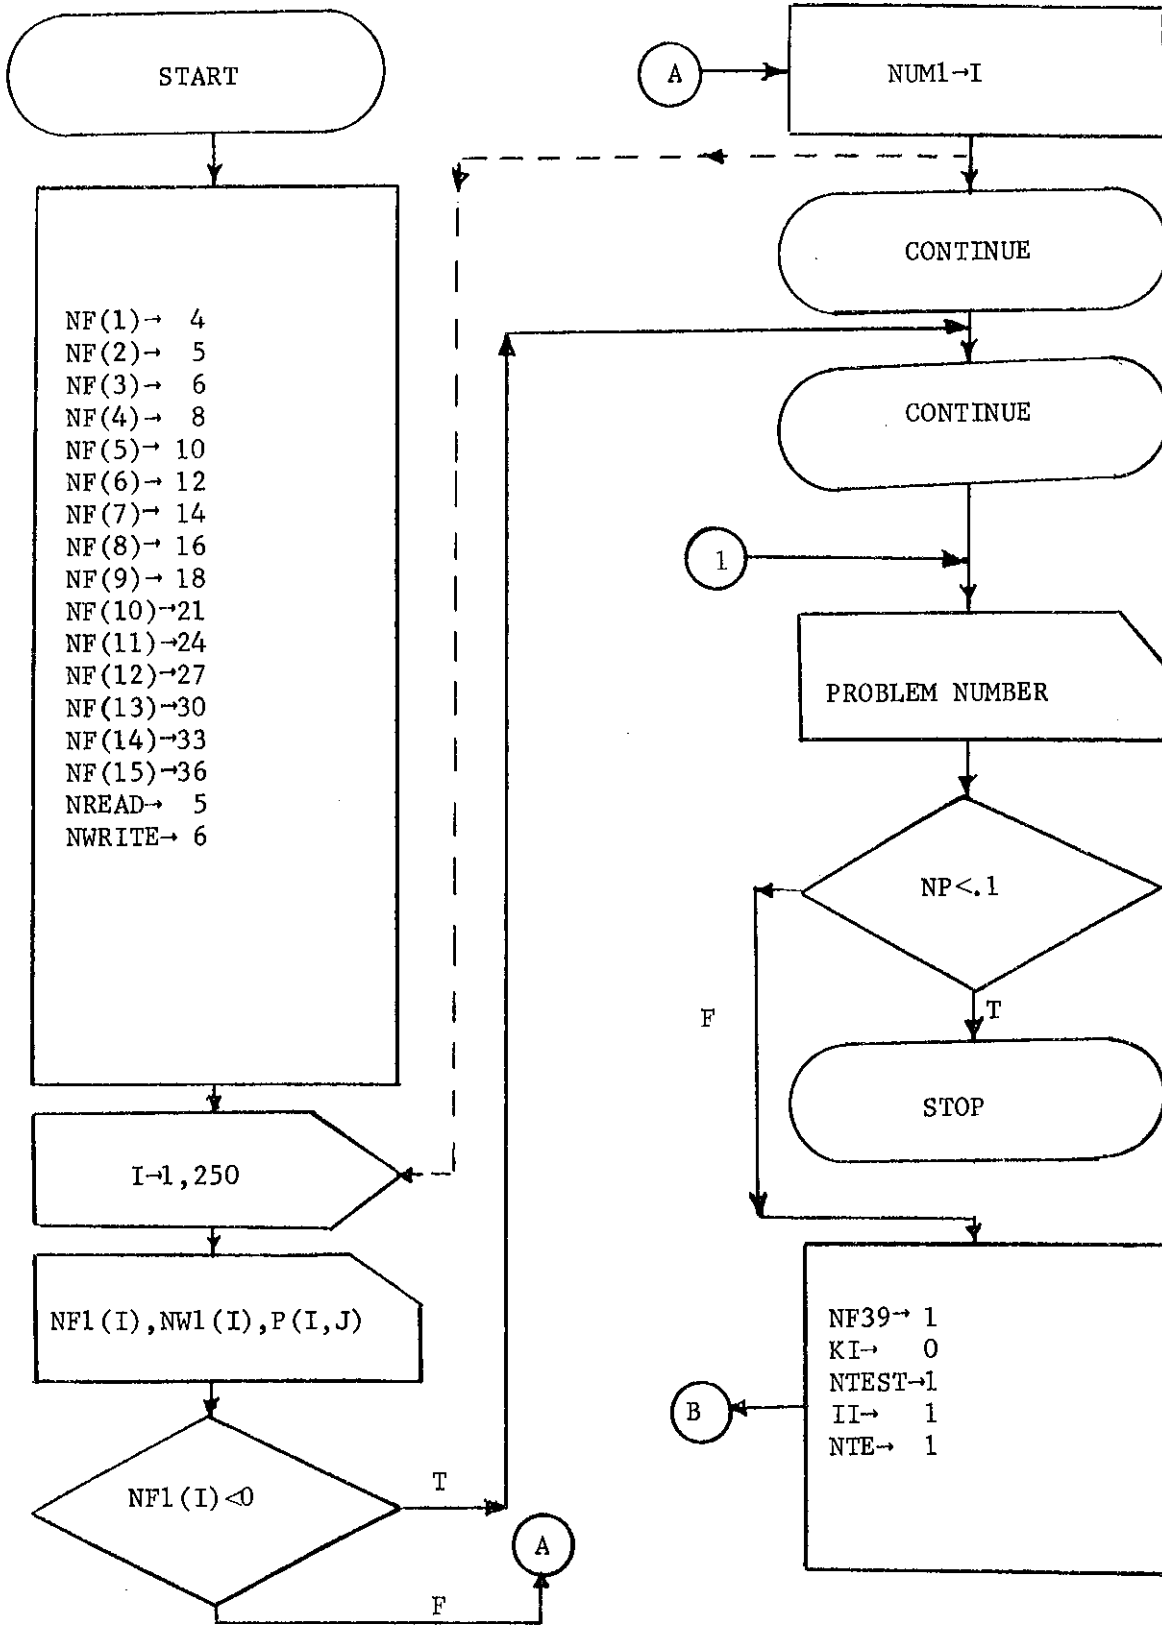 START
NF(1)→ 4
NF(2)→ 5
NF(3)→ 6
NF(4)→ 8
NF(5)→ 10
NF(6)→ 12
NF(7)→ 14
NF(8)→ 16
NF(9)→ 18
NF(10)→21
NF(11)→24
NF(12)→27
NF(13)→30
NF(14)→33
NF(15)→36
NREAD→ 5
NWRITE→ 6
I→1,250
NF1(I),NW1(I),P(I,J)
NF1(I)<0
T
F
A
A
NUM1→I
CONTINUE
CONTINUE
1
PROBLEM NUMBER
NP<.1
F
T
STOP
NF39→ 1
KI→ 0
NTEST→1
II→ 1
NTE→ 1
B